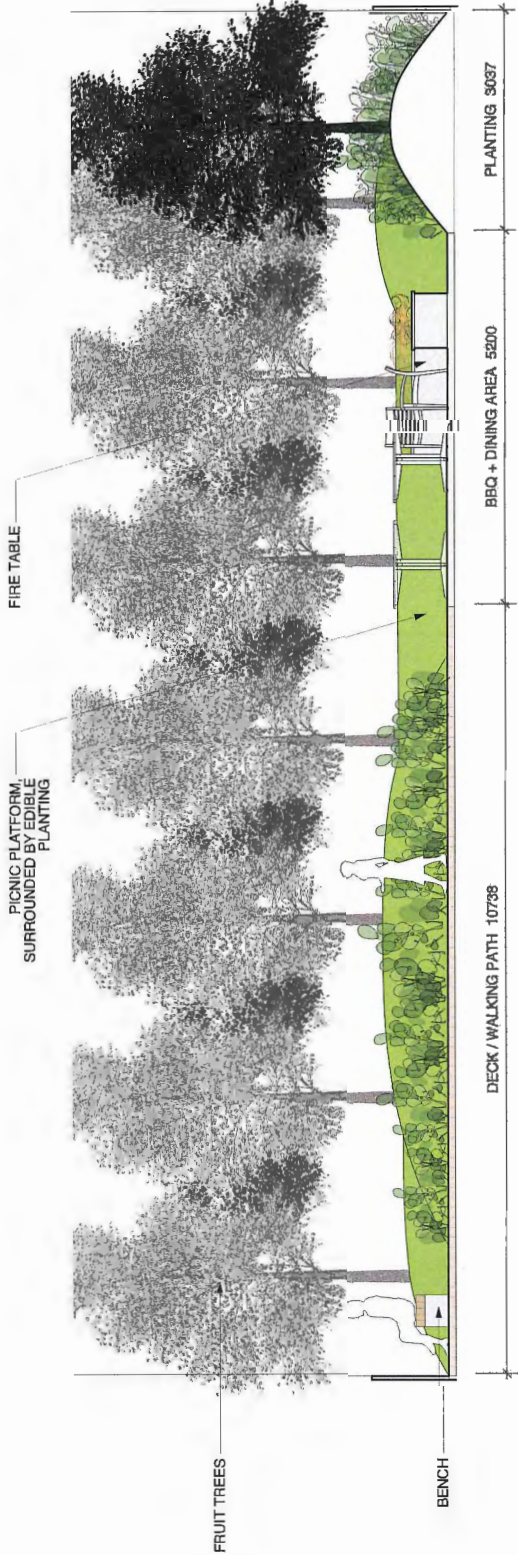 FRUIT TREES
BENCH
PICNIC PLATFORM,
SURROUNDED BY EDIBLE
PLANTING
FIRE TABLE
DECK / WALKING PATH 10738
BBQ + DINING AREA 5200
PLANTING 3037